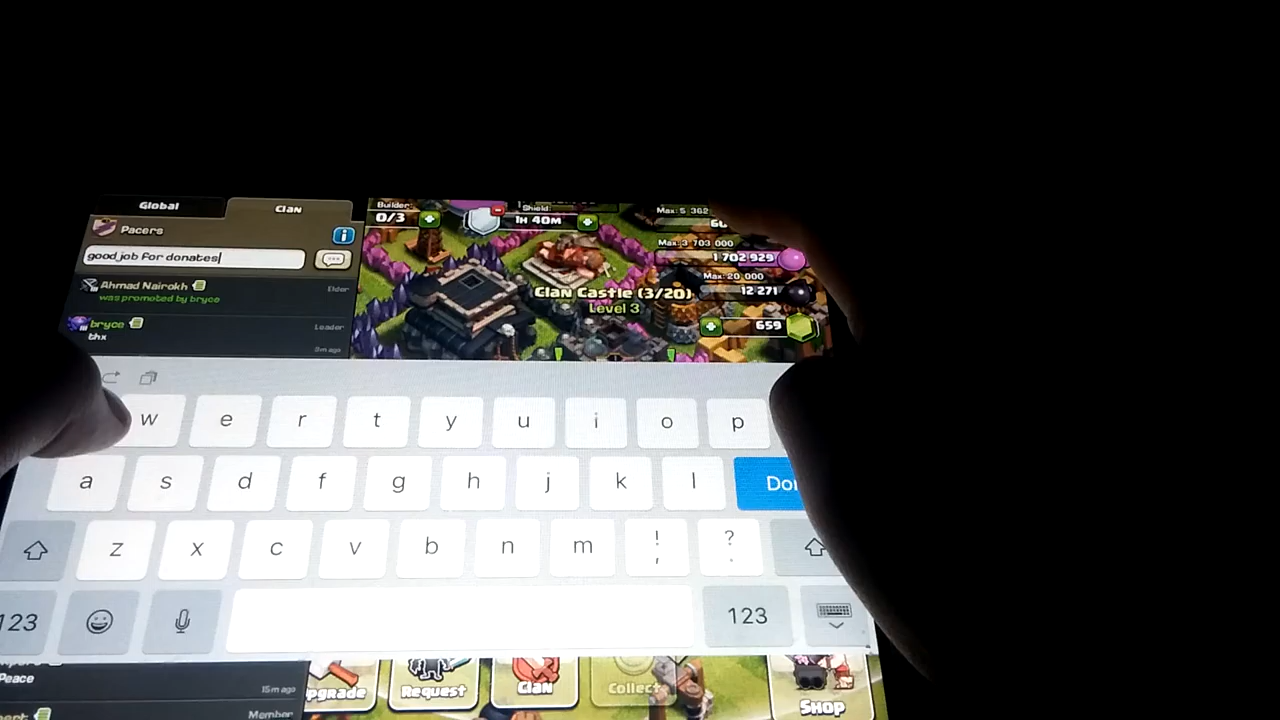 Global
Clan
Pacers
good job for donates
Ahmad Nairokh
Elder
was promoted by bryce
bryce
Leader
thx
Builder
0/3
Shield:
1H 40M
Max: 5 362
Max: 3 703 000
1 702 929
Max: 20 000
12 271
659
Clan Castle (3/20)
Level 3
w e r t y u i o p
a s d f g h j k l
z x c v b n m ! , ? .
123
123
Peace
15m ago
Member
Request
Clan
Collect
Shop